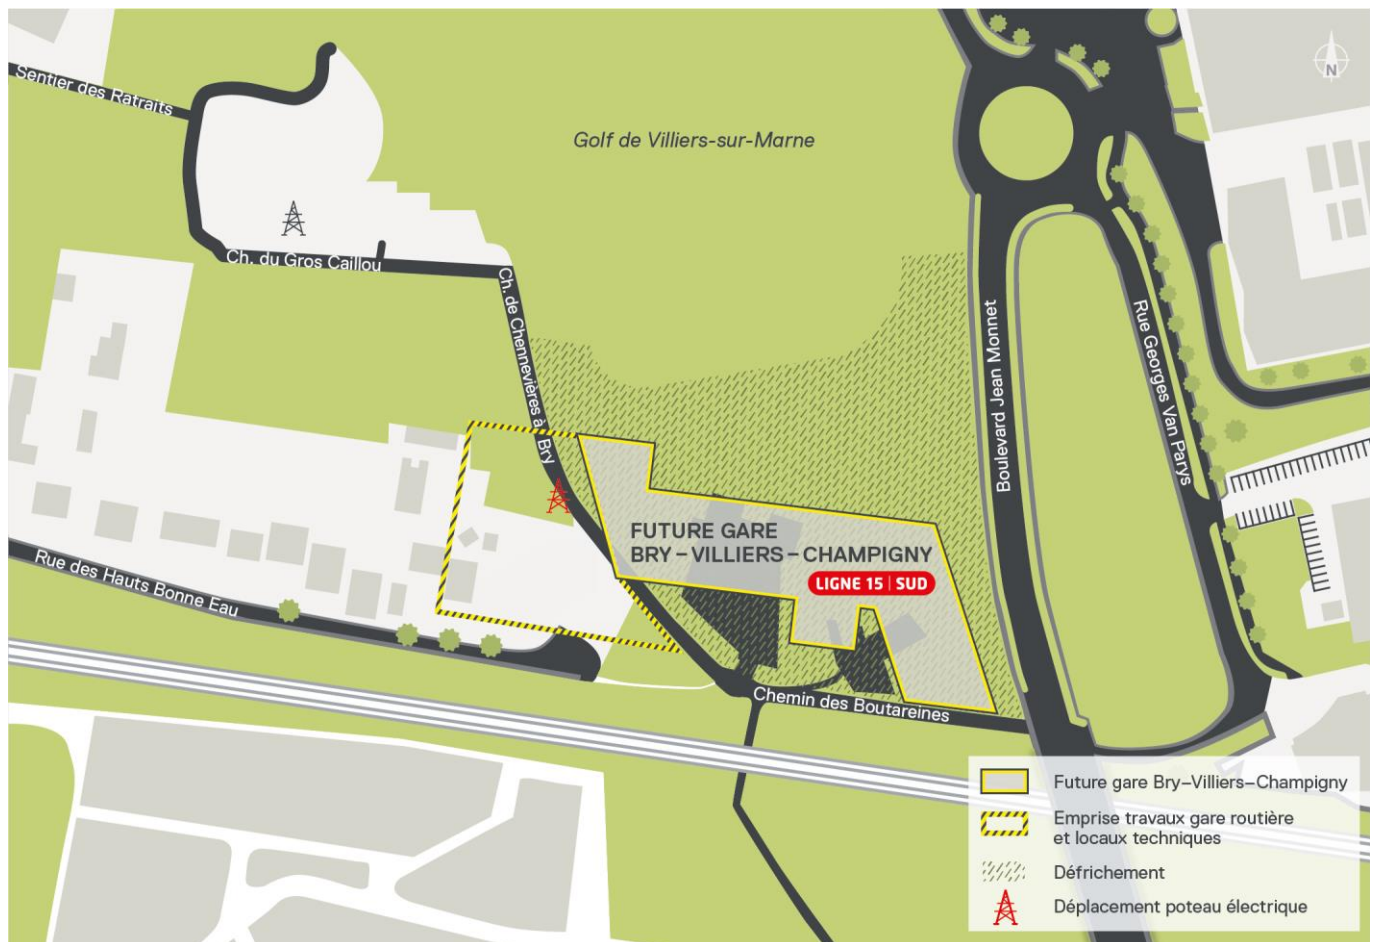 Sentier des Ratraits
Golf de Villiers-sur-Marne
N
Ch. du Gros Caillou
Ch. de Chennevières à Bry
Boulevard Jean Monnet
Rue Georges Van Parys
FUTURE GARE
BRY – VILLIERS – CHAMPIGNY
LIGNE 15 | SUD
Rue des Hauts Bonne Eau
Chemin des Boutareines
Future gare Bry–Villiers–Champigny
Emprise travaux gare routière
et locaux techniques
Défrichement
Déplacement poteau électrique